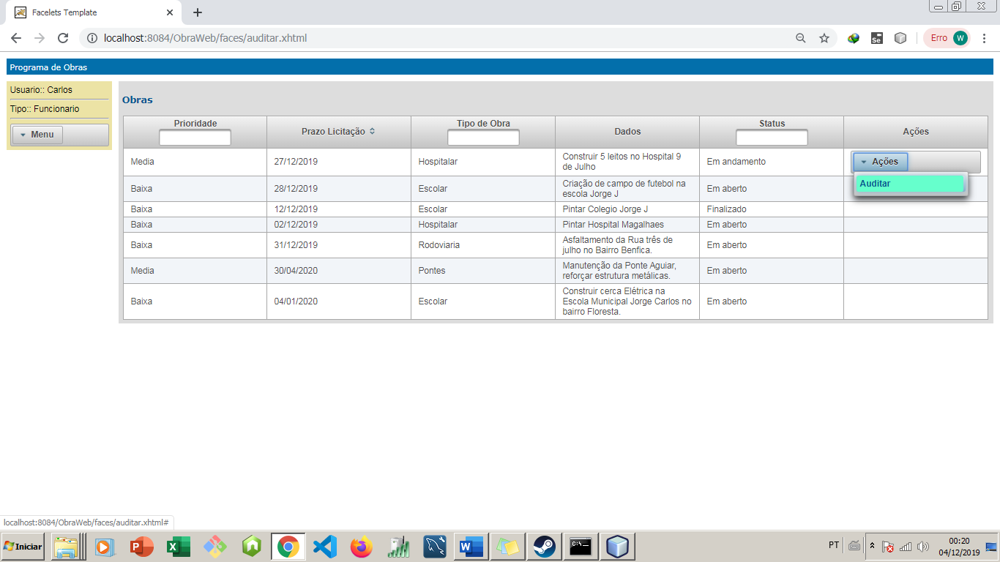 Facelets Template
localhost:8084/ObraWeb/faces/auditar.xhtml
Se
Erro
W
Programa de Obras
Usuario:: Carlos
Tipo:: Funcionario
Menu
Obras
Prioridade
Prazo Licitação
Tipo de Obra
Dados
Status
Ações
Media
27/12/2019
Hospitalar
Construir 5 leitos no Hospital 9
de Julho
Em andamento
Ações
Auditar
Baixa
28/12/2019
Escolar
Criação de campo de futebol na
escola Jorge J
Em aberto
Baixa
12/12/2019
Escolar
Pintar Colegio Jorge J
Finalizado
Baixa
02/12/2019
Hospitalar
Pintar Hospital Magalhaes
Em aberto
Baixa
31/12/2019
Rodoviaria
Asfaltamento da Rua três de
julho no Bairro Benfica.
Em aberto
Media
30/04/2020
Pontes
Manutenção da Ponte Aguiar,
reforçar estrutura metálicas.
Em aberto
Baixa
04/01/2020
Escolar
Construir cerca Elétrica na
Escola Municipal Jorge Carlos no
bairro Floresta.
Em aberto
localhost:8084/ObraWeb/faces/auditar.xhtml#
Iniciar
PT
00:20
04/12/2019